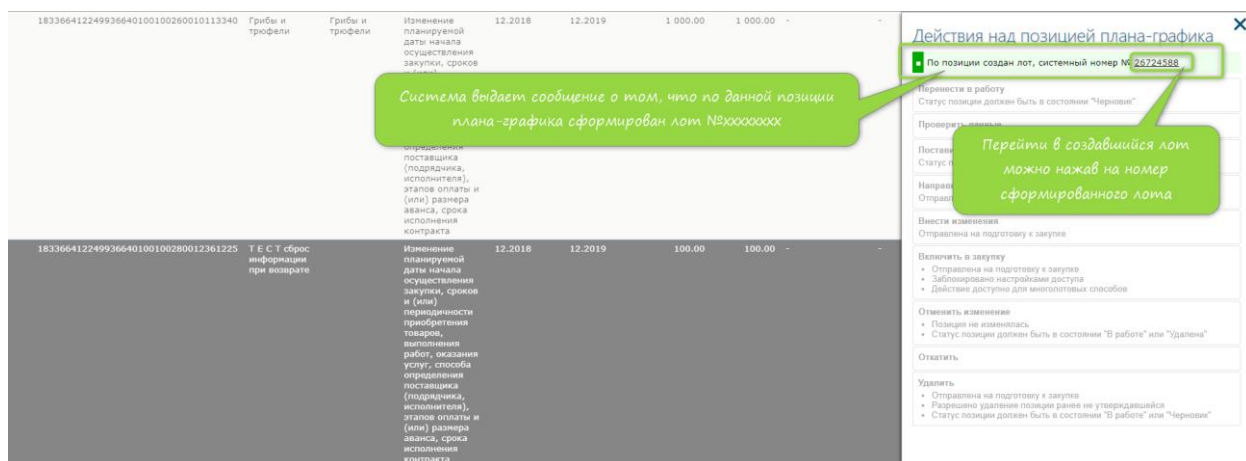 183366412249936640100100260010113340 Грибы и Грибы и Изменение 12.2018 12.2019 1 000.00 1 000.00 - -
трюфели трюфели планируемой
даты начала
осуществления
закупки, сроков
определения
поставщика
(подрядчика,
исполнителя),
этапов оплаты и
(или) размера
аванса, срока
исполнения
контракта
183366412249936640100100280012361225 Т Е С Т сброс Изменение 12.2018 12.2019 100.00 100.00 - -
информации планируемой
при возврате даты начала
осуществления
закупки, сроков
и (или)
периодичности
приобретения
товаров,
выполнения
работ, оказания
услуг, способа
определения
поставщика
(подрядчика,
исполнителя),
этапов оплаты и
(или) размера
аванса, срока
исполнения
контракта
Система выдает сообщение о том, что по данной позиции
плана-графика сформирован лот №xxxxxxxx
Действия над позицией плана-графика
По позиции создан лот, системный номер № 26724588
Перенести в работу
Статус позиции должен быть в состоянии "Черновик"
Проверить данные
Перейти в создавшийся лот
можно нажав на номер
сформированного лота
Внести изменения
Отправлена на подготовку к закупке
Включить в закупку
• Отправлена на подготовку к закупке
• Заблокировано настройками доступа
• Действие доступно для многолотовых способов
Отменить изменение
• Позиция не изменялась
• Статус позиции должен быть в состоянии "В работе" или "Удалена"
Откатить
Удалить
• Отправлена на подготовку к закупке
• Разрешено удаление позиции ранее не утверждавшейся
• Статус позиции должен быть в состоянии "В работе" или "Черновик"